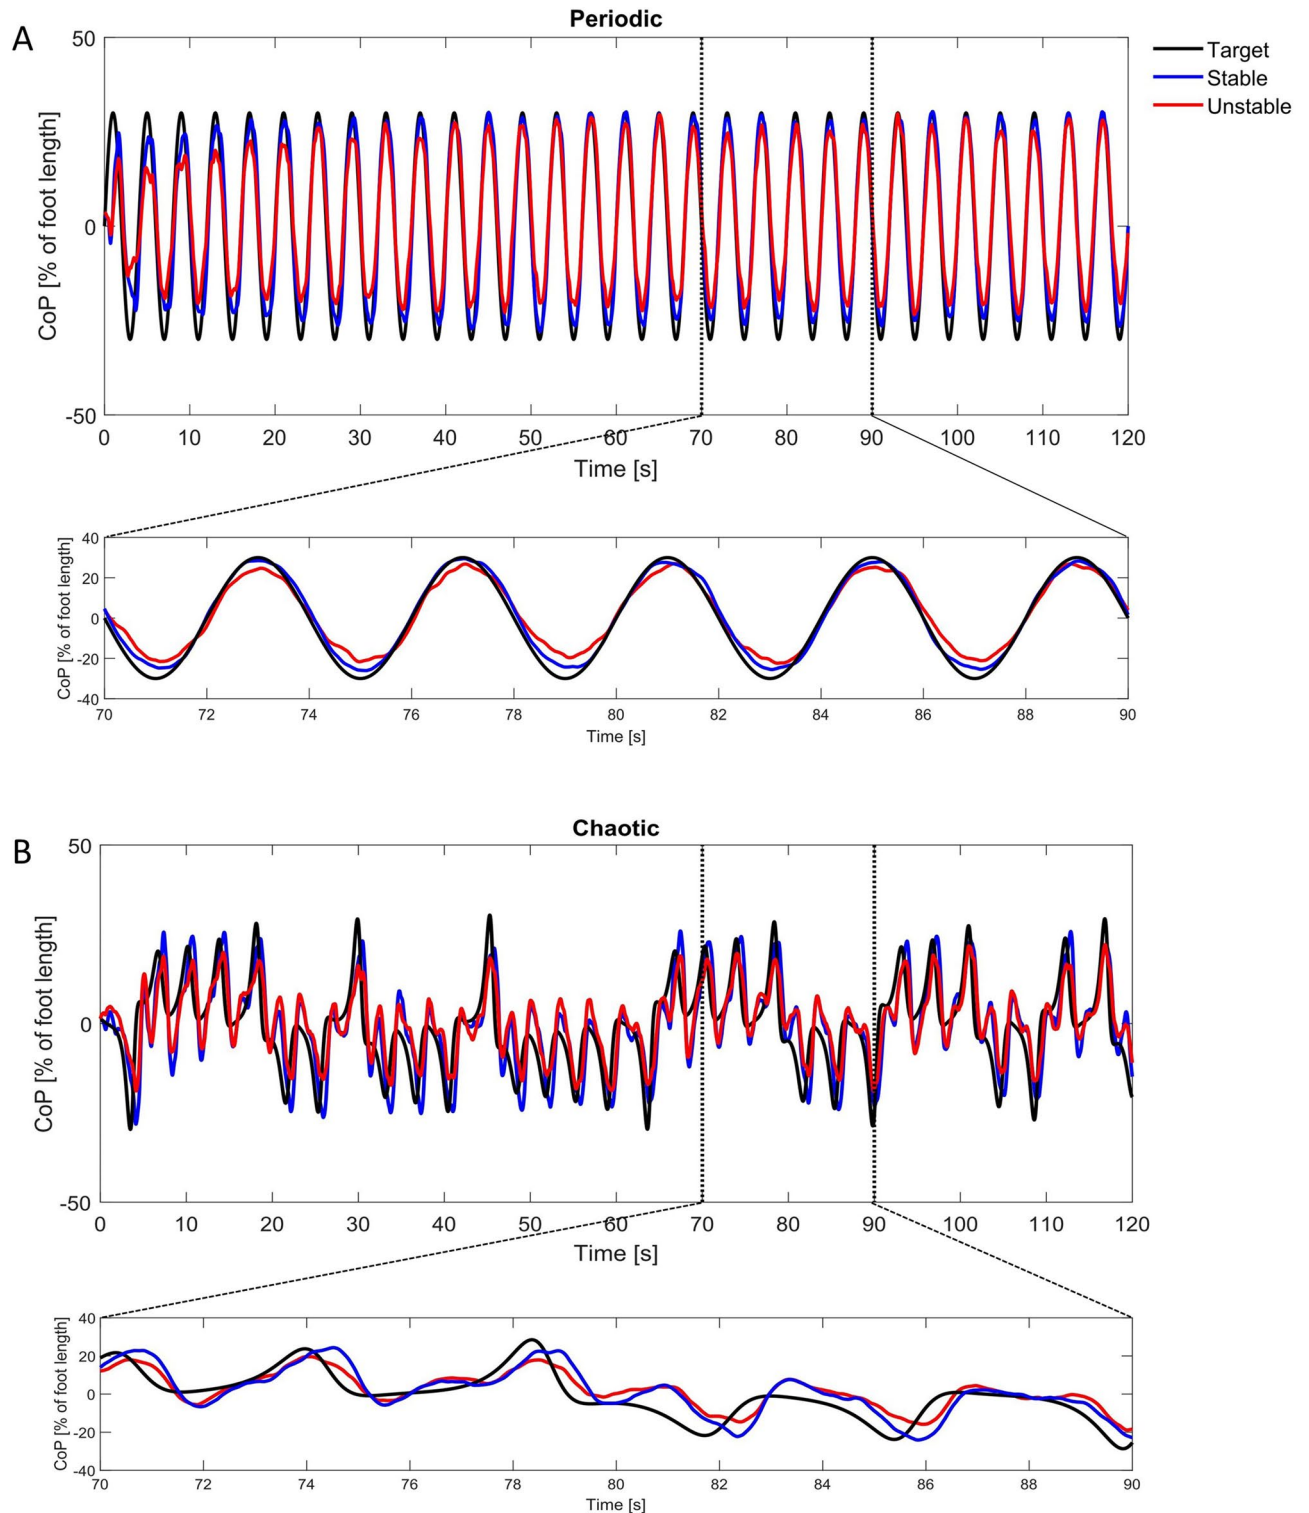 A
Periodic
Target
Stable
Unstable
50
0
-50
CoP [% of foot length]
0 10 20 30 40 50 60 70 80 90 100 110 120
Time [s]
40
20
0
-20
-40
CoP [% of foot length]
70 72 74 76 78 80 82 84 86 88 90
Time [s]
B
Chaotic
50
0
-50
CoP [% of foot length]
0 10 20 30 40 50 60 70 80 90 100 110 120
Time [s]
40
20
0
-20
-40
CoP [% of foot length]
70 72 74 76 78 80 82 84 86 88 90
Time [s]